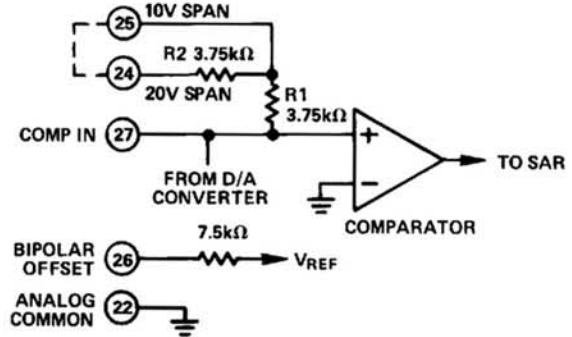 25 10V SPAN
R2 3.75kΩ
24
20V SPAN
R1
3.75kΩ
COMP IN 27
+
−
TO SAR
FROM D/A
CONVERTER
COMPARATOR
7.5kΩ
BIPOLAR
OFFSET
26
VREF
ANALOG
COMMON
22